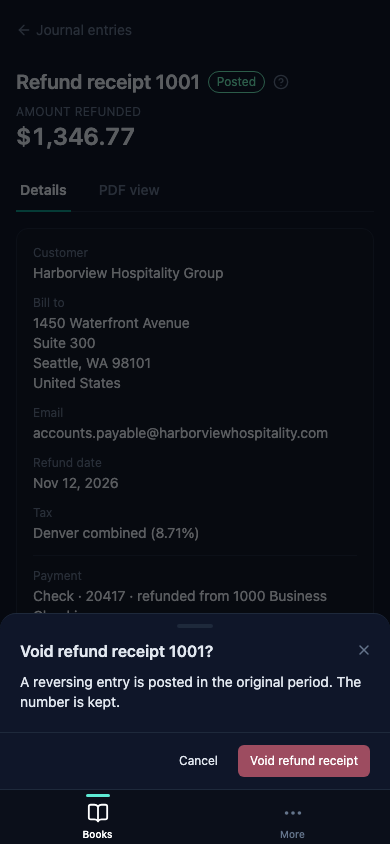 Journal entries
Refund receipt 1001 Posted
AMOUNT REFUNDED
$1,346.77
Details PDF view
Customer
Harborview Hospitality Group
Bill to
1450 Waterfront Avenue
Suite 300
Seattle, WA 98101
United States
Email
accounts.payable@harborviewhospitality.com
Refund date
Nov 12, 2026
Tax
Denver combined (8.71%)
Payment
Check · 20417 · refunded from 1000 Business
Void refund receipt 1001?
A reversing entry is posted in the original period. The
number is kept.
Cancel Void refund receipt
Books More